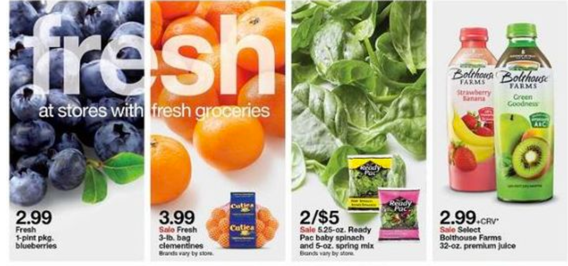 fresh
at stores with fresh groceries
2.99
Fresh
1-pint pkg.
blueberries
3.99
Sale Fresh
3-lb. bag
clementines
Brands vary by store.
Cuties
2/$5
Sale 5.25-oz. Ready
Pac baby spinach
and 5-oz. spring mix
Brands vary by store.
Ready
Pac
Ready
Pac
2.99+CRV*
Sale Select
Bolthouse Farms
32-oz. premium juice
Bolthouse
FARMS
Strawberry
Banana
Bolthouse
FARMS
Green
Goodness